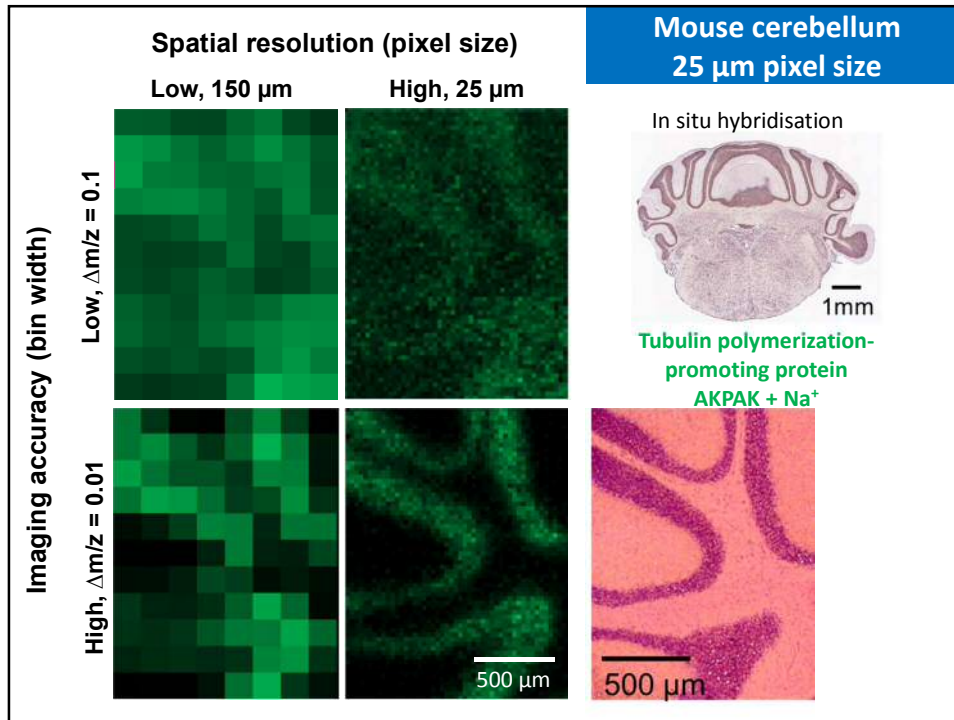 Spatial resolution (pixel size)
Low, 150 µm
High, 25 µm
Mouse cerebellum
25 µm pixel size
In situ hybridisation
1mm
Tubulin polymerization-
promoting protein
AKPAK + Na⁺
Imaging accuracy (bin width)
Low, Δm/z = 0.1
High, Δm/z = 0.01
500 µm
500 µm